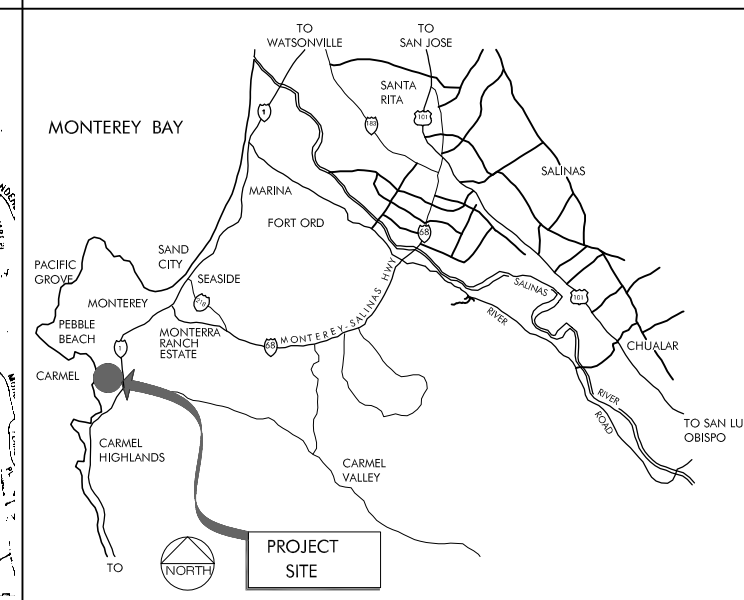 TO
WATSONVILLE
TO
SAN JOSE
SANTA
RITA
1
183
101
MONTEREY BAY
SALINAS
MARINA
FORT ORD
68
SAND
CITY
PACIFIC
GROVE
SEASIDE
SALINAS
101
MONTEREY
218
MONTEREY-SALINAS HWY
RIVER
PEBBLE
BEACH
MONTERRA
RANCH
ESTATE
68
1
CHUALAR
CARMEL
RIVER
ROAD
TO SAN LU
OBISPO
CARMEL
HIGHLANDS
CARMEL
VALLEY
PROJECT
SITE
TO
NORTH